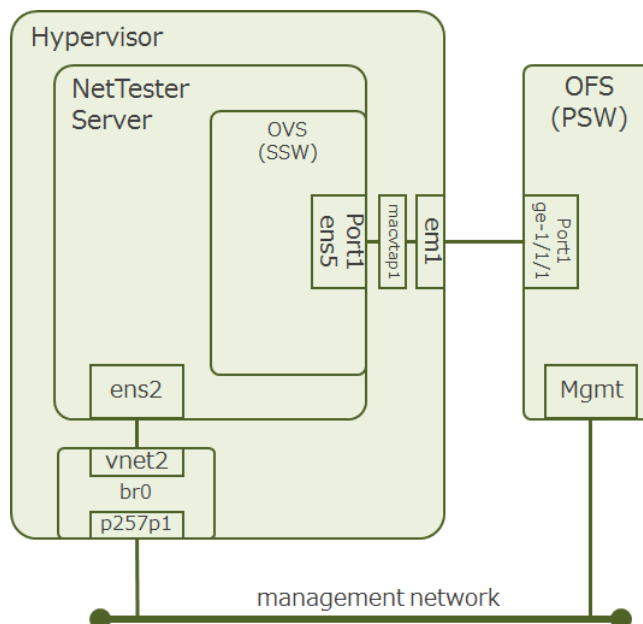 Hypervisor
NetTester
Server
OVS
(SSW)
Port1
ens5
macvtap1
em1
OFS
(PSW)
Port1
ge-1/1/1
ens2
Mgmt
vnet2
br0
p257p1
management network